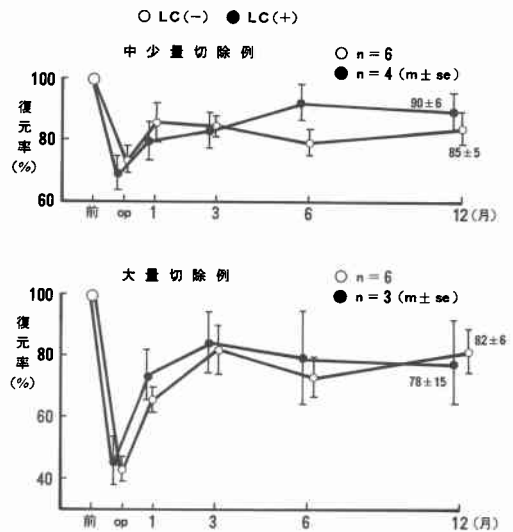 ○ LC(−) ● LC(+)
中少量切除例
○ n = 6
● n = 4 (m ± se)
100
80
60
復元率
(%)
90±6
85±5
前 op 1 3 6 12(月)
大量切除例
○ n = 6
● n = 3 (m ± se)
100
80
60
40
復元率
(%)
82±6
78±15
前 op 1 3 6 12(月)